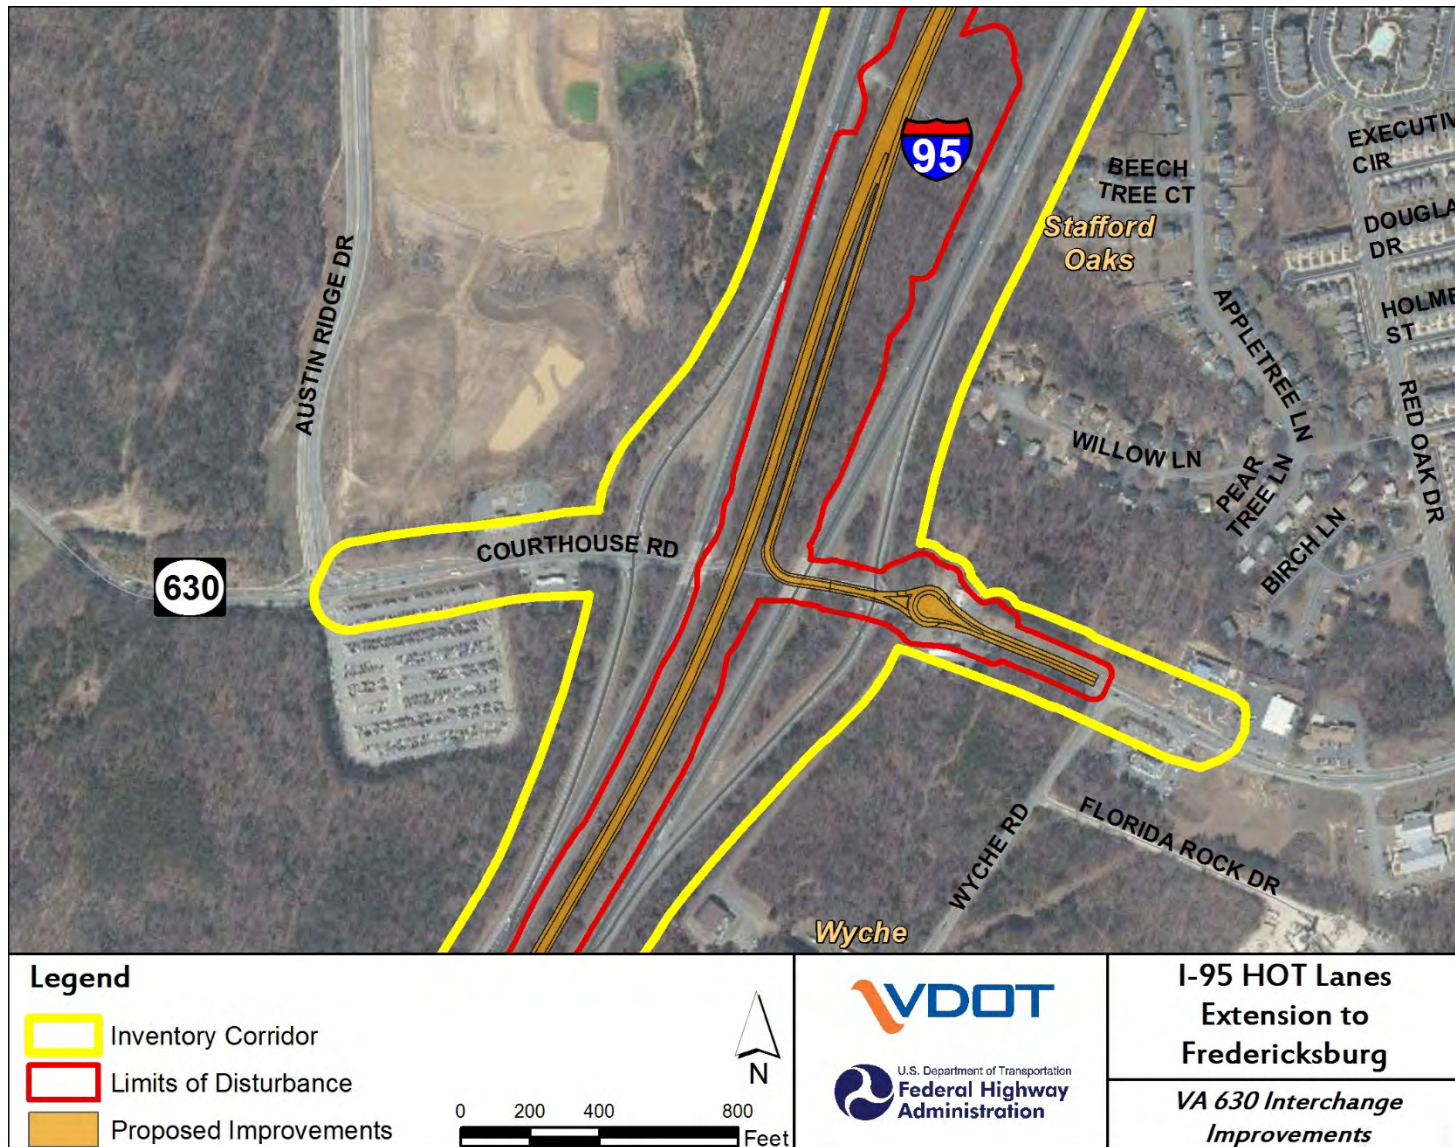 95
EXECUTIV
CIR
BEECH
TREE CT
DOUGLA
DR
Stafford
Oaks
AUSTIN RIDGE DR
HOLME
ST
APPLETREE LN
RED OAK DR
WILLOW LN
PEAR
TREE LN
BIRCH LN
COURTHOUSE RD
630
WYCHE RD
FLORIDA ROCK DR
Wyche
Legend
Inventory Corridor
Limits of Disturbance
Proposed Improvements
N
0 200 400 800
Feet
VDOT
U.S. Department of Transportation
Federal Highway
Administration
I-95 HOT Lanes
Extension to
Fredericksburg
VA 630 Interchange
Improvements